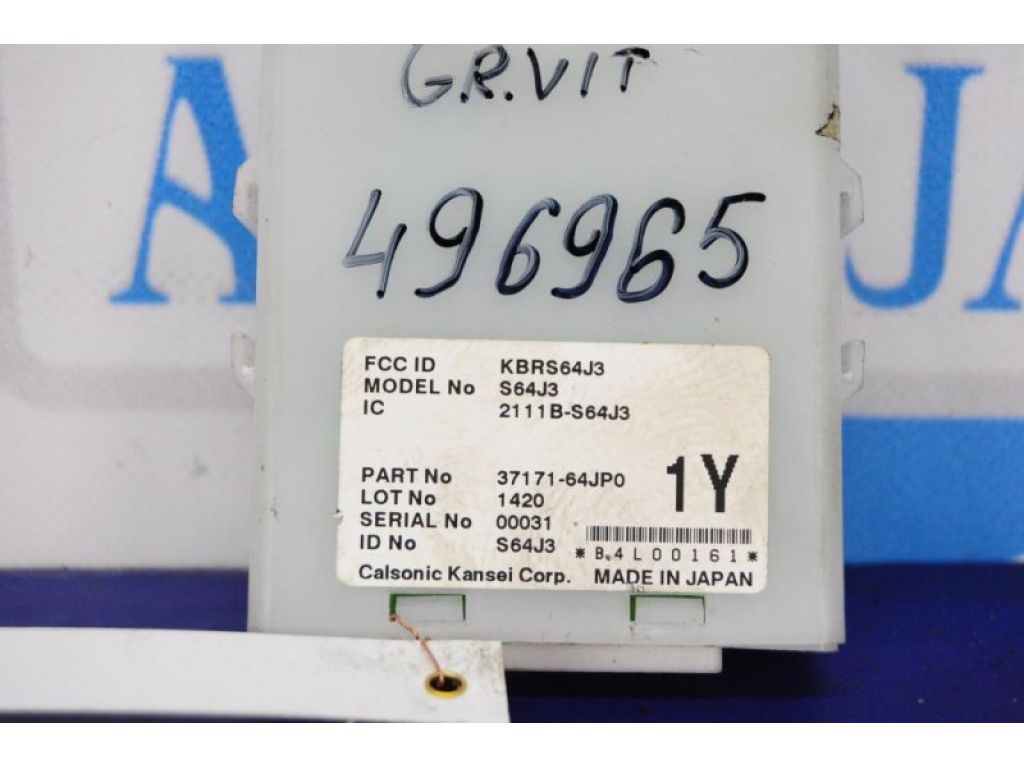 G.R.VIT
496965
FCC ID KBRS64J3
MODEL No S64J3
IC 2111B-S64J3
PART No 37171-64JP0
1Y
LOT No 1420
SERIAL No 00031
ID No S64J3
*B4L00161*
Calsonic Kansei Corp. MADE IN JAPAN
A
JA